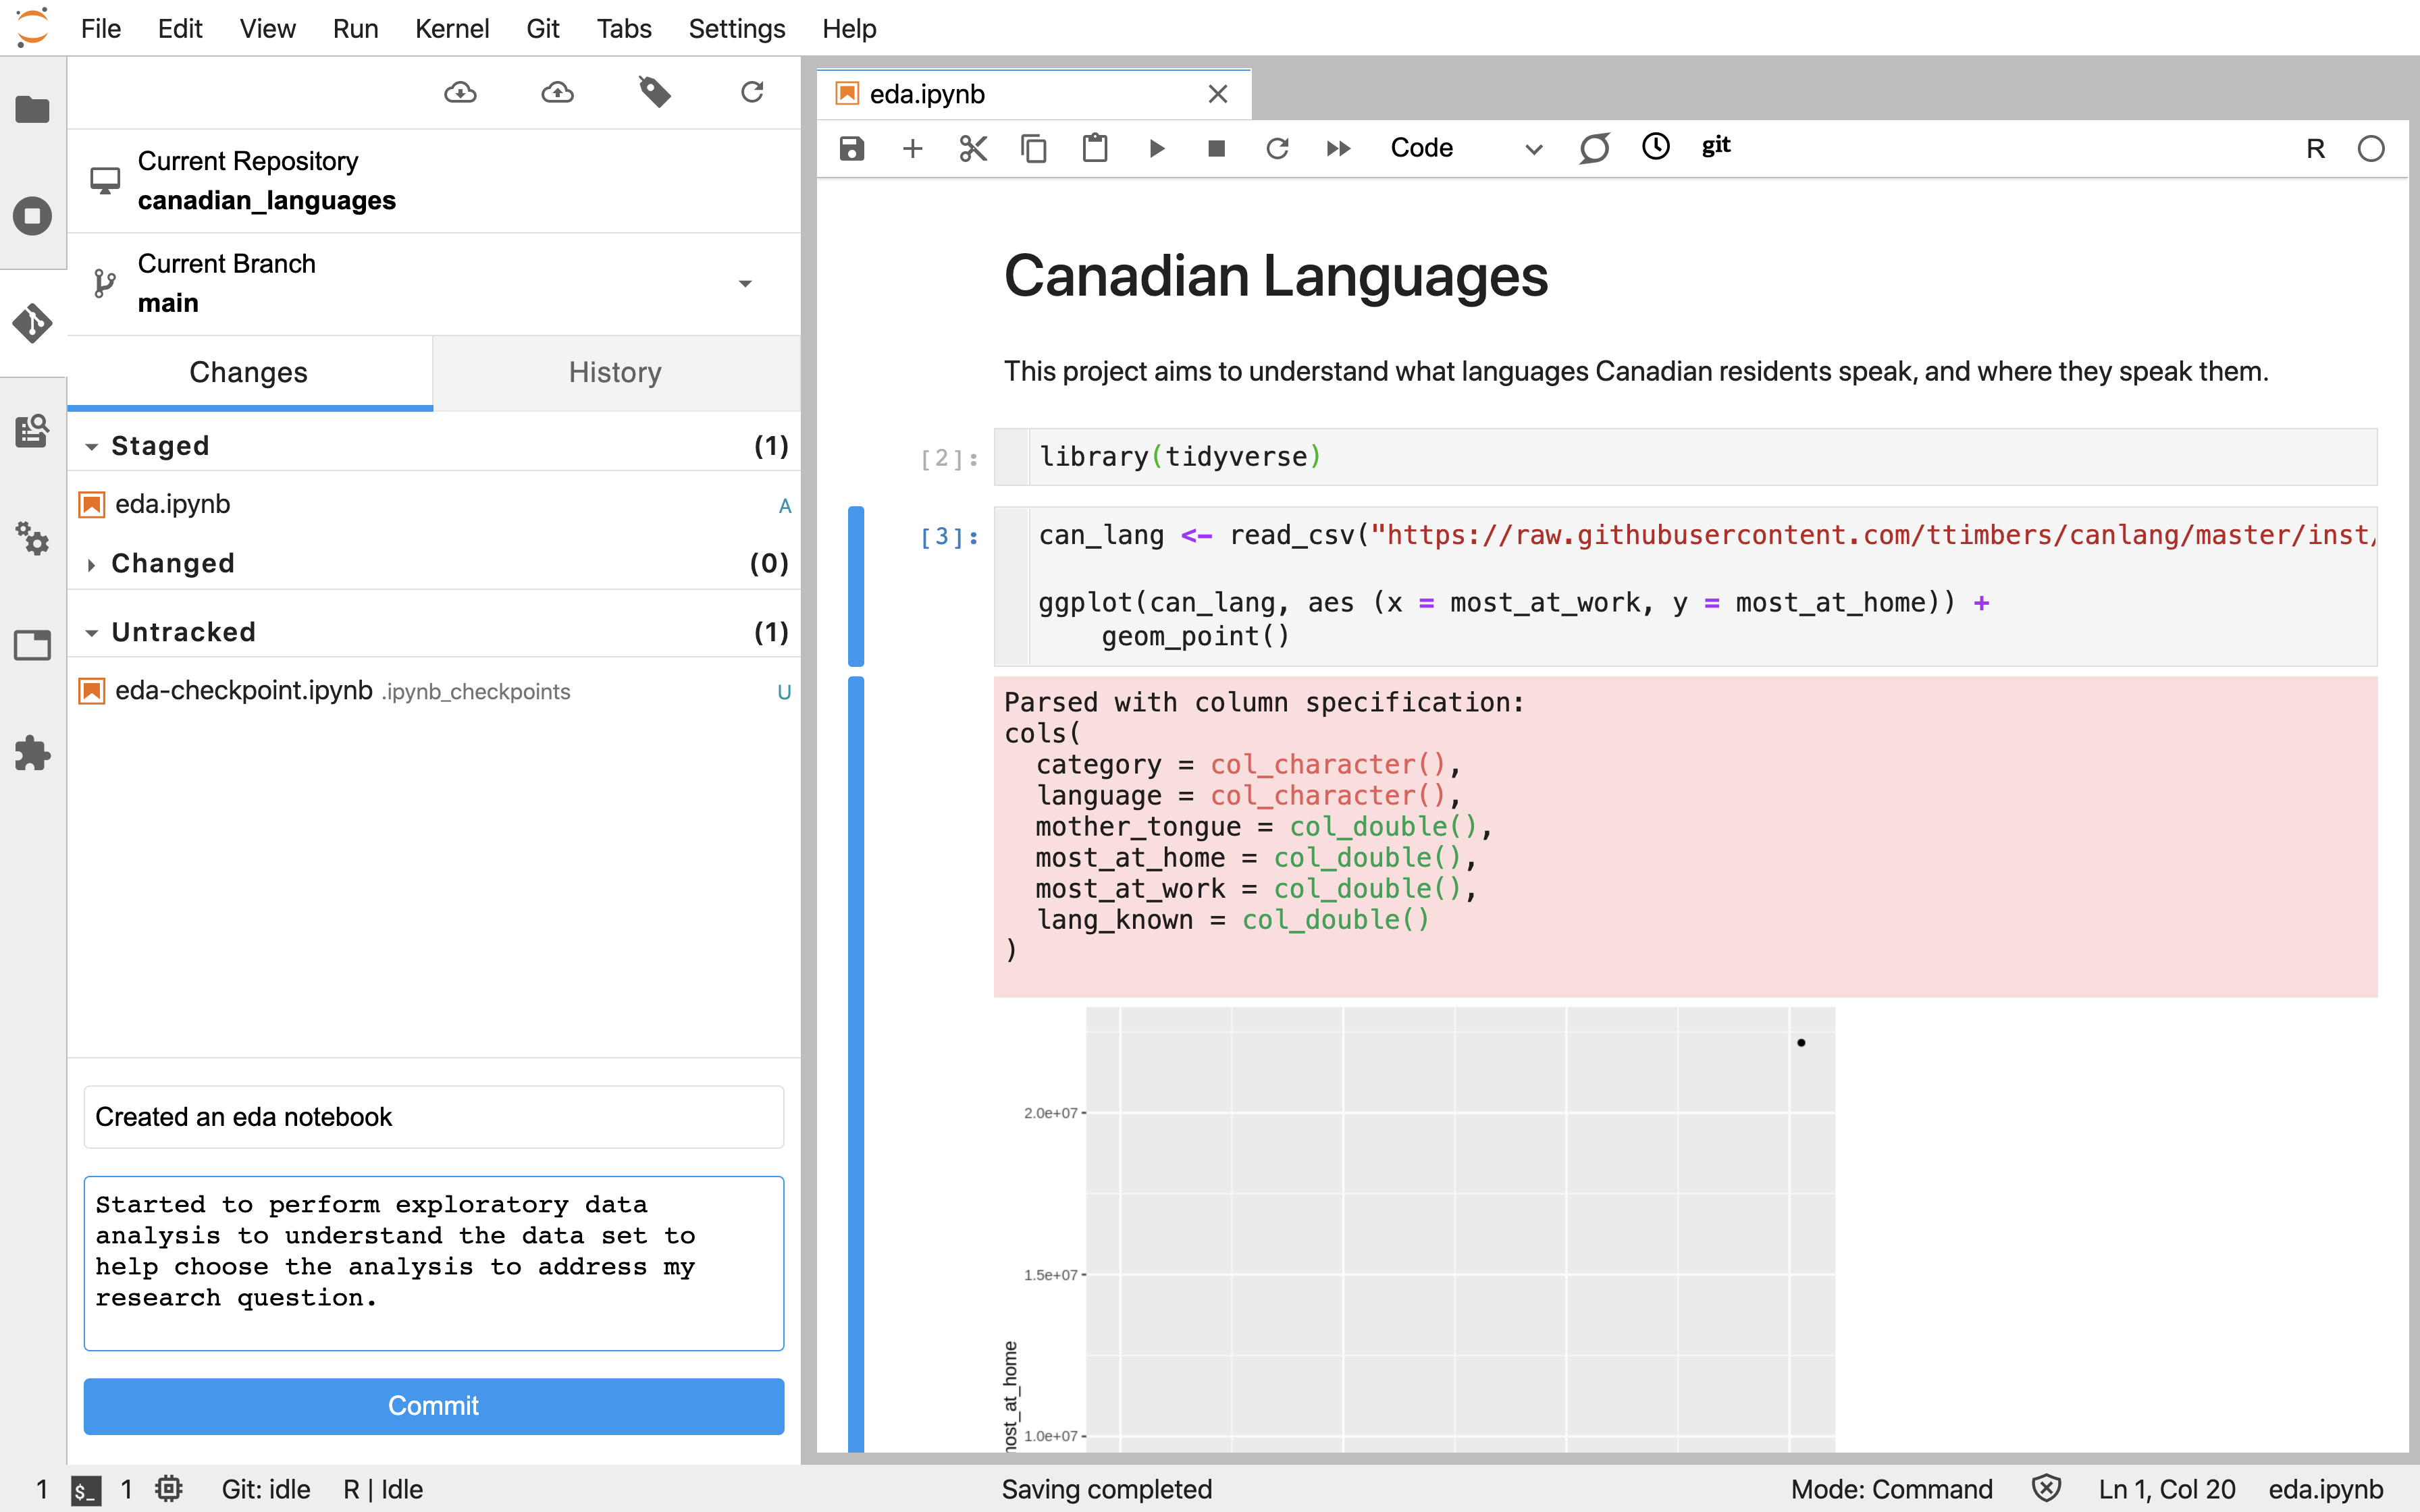 File Edit View Run Kernel Git Tabs Settings Help
Current Repository
canadian_languages
Current Branch
main
Changes History
Staged (1)
eda.ipynb A
Changed (0)
Untracked (1)
eda-checkpoint.ipynb .ipynb_checkpoints U
Created an eda notebook
Started to perform exploratory data
analysis to understand the data set to
help choose the analysis to address my
research question.
Commit
eda.ipynb
Code git R
Canadian Languages
This project aims to understand what languages Canadian residents speak, and where they speak them.
[2]: library(tidyverse)
[3]: can_lang <- read_csv("https://raw.githubusercontent.com/ttimbers/canlang/master/inst/
ggplot(can_lang, aes (x = most_at_work, y = most_at_home)) +
geom_point()
Parsed with column specification:
cols(
category = col_character(),
language = col_character(),
mother_tongue = col_double(),
most_at_home = col_double(),
most_at_work = col_double(),
lang_known = col_double()
)
2.0e+07
1.5e+07
1.0e+07
most_at_home
1 $_ 1 Git: idle R | Idle Saving completed Mode: Command Ln 1, Col 20 eda.ipynb